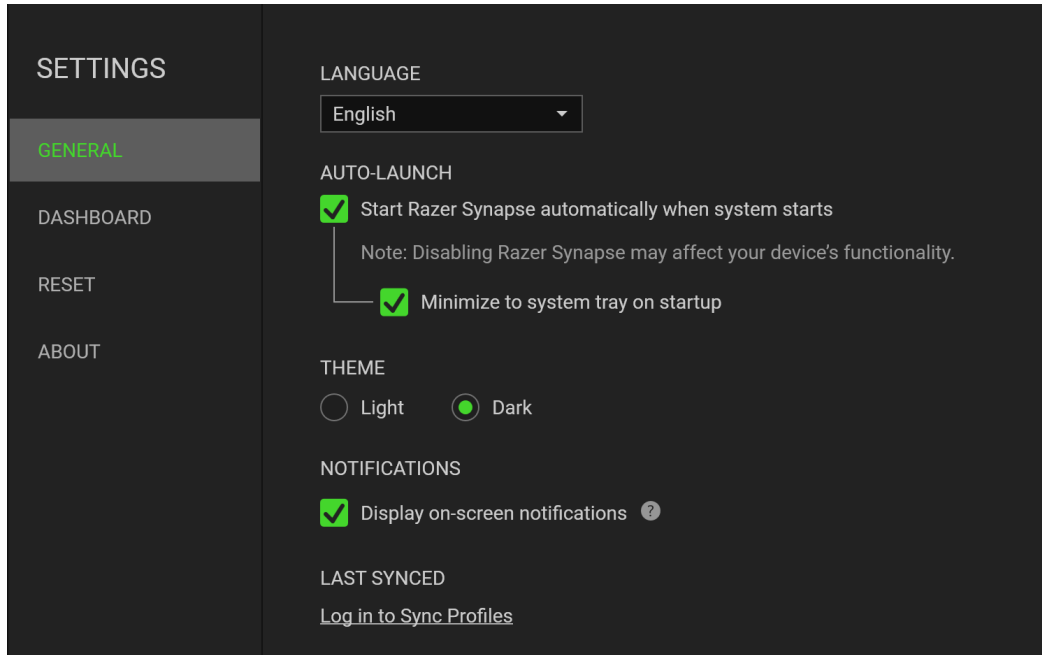 SETTINGS
GENERAL
DASHBOARD
RESET
ABOUT
LANGUAGE
English
AUTO-LAUNCH
Start Razer Synapse automatically when system starts
Note: Disabling Razer Synapse may affect your device’s functionality.
Minimize to system tray on startup
THEME
Light Dark
NOTIFICATIONS
Display on-screen notifications ?
LAST SYNCED
Log in to Sync Profiles